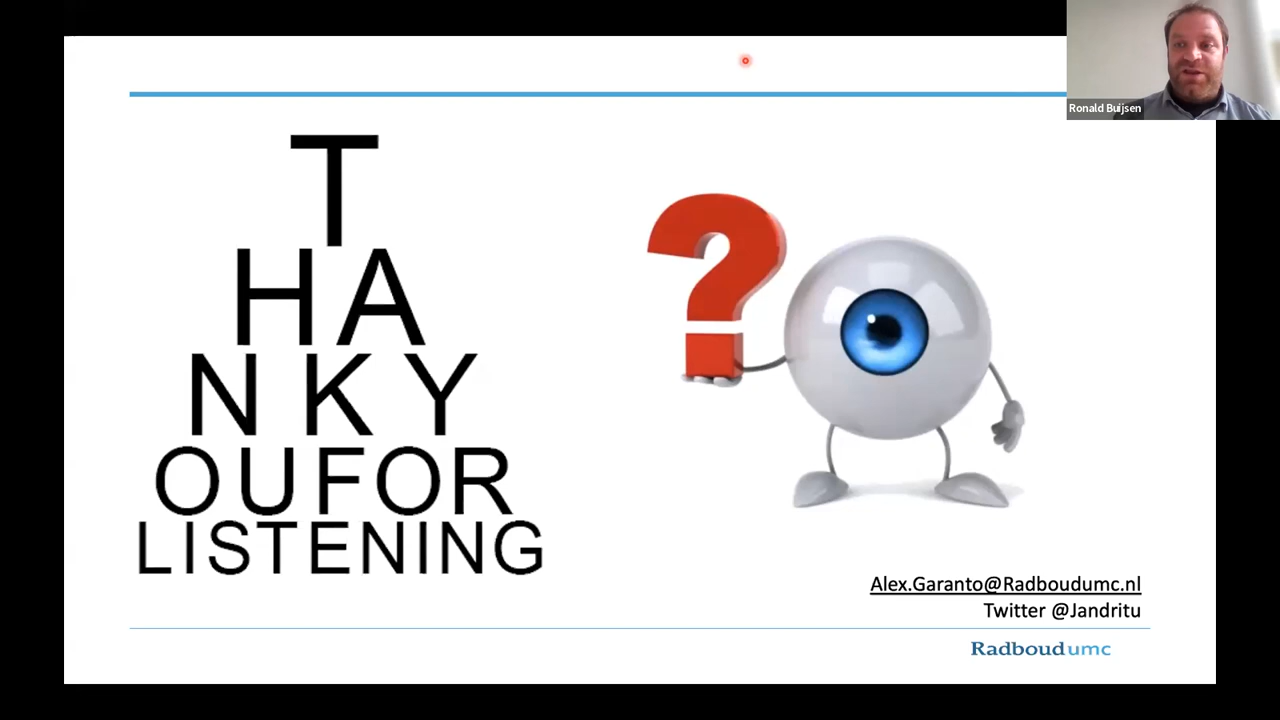 Ronald Buijsen
T
HA
NKY
OUFOR
LISTENING
?
Alex.Garanto@Radboudumc.nl
Twitter @Jandritu
Radboudumc